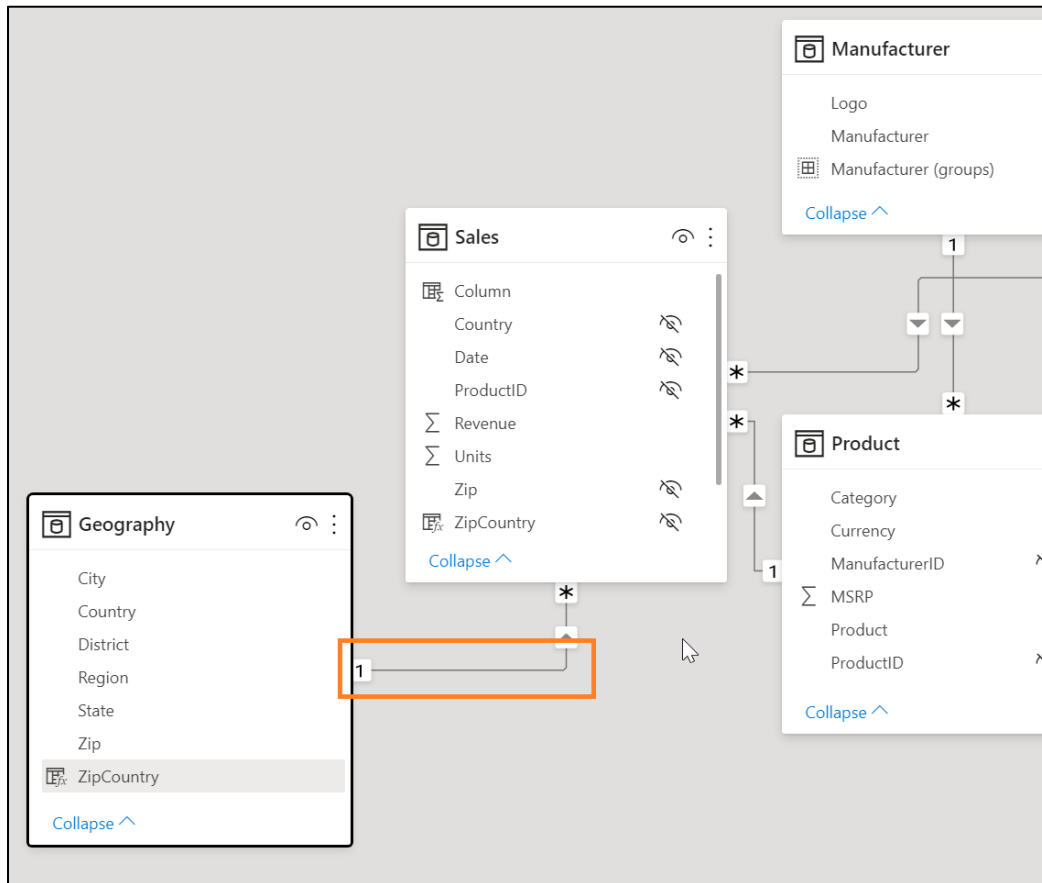 Manufacturer
Logo
Manufacturer
Manufacturer (groups)
Collapse
1
*
Sales
Column
Country
Date
ProductID
Revenue
Units
Zip
ZipCountry
Collapse
*
*
*
1
Product
Category
Currency
ManufacturerID
MSRP
Product
ProductID
Collapse
Geography
City
Country
District
Region
State
Zip
ZipCountry
Collapse
1